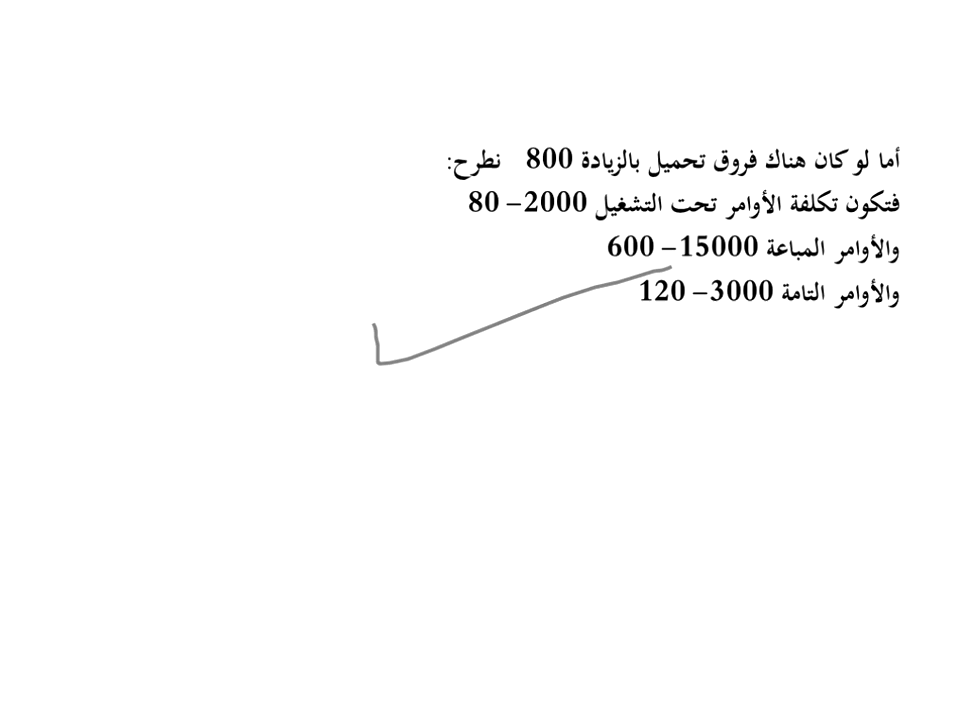 أما لو كان هناك فروق تحميل بالزيادة 800 نطرح:
فتكون تكلفة الأوامر تحت التشغيل 2000– 80
والأوامر المباعة 15000– 600
والأوامر التامة 3000– 120